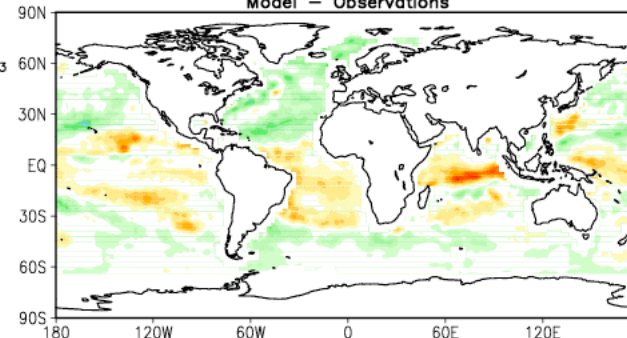 Model – Observations
90N
60N
30N
EQ
30S
60S
90S
180 120W 60W 0 60E 120E